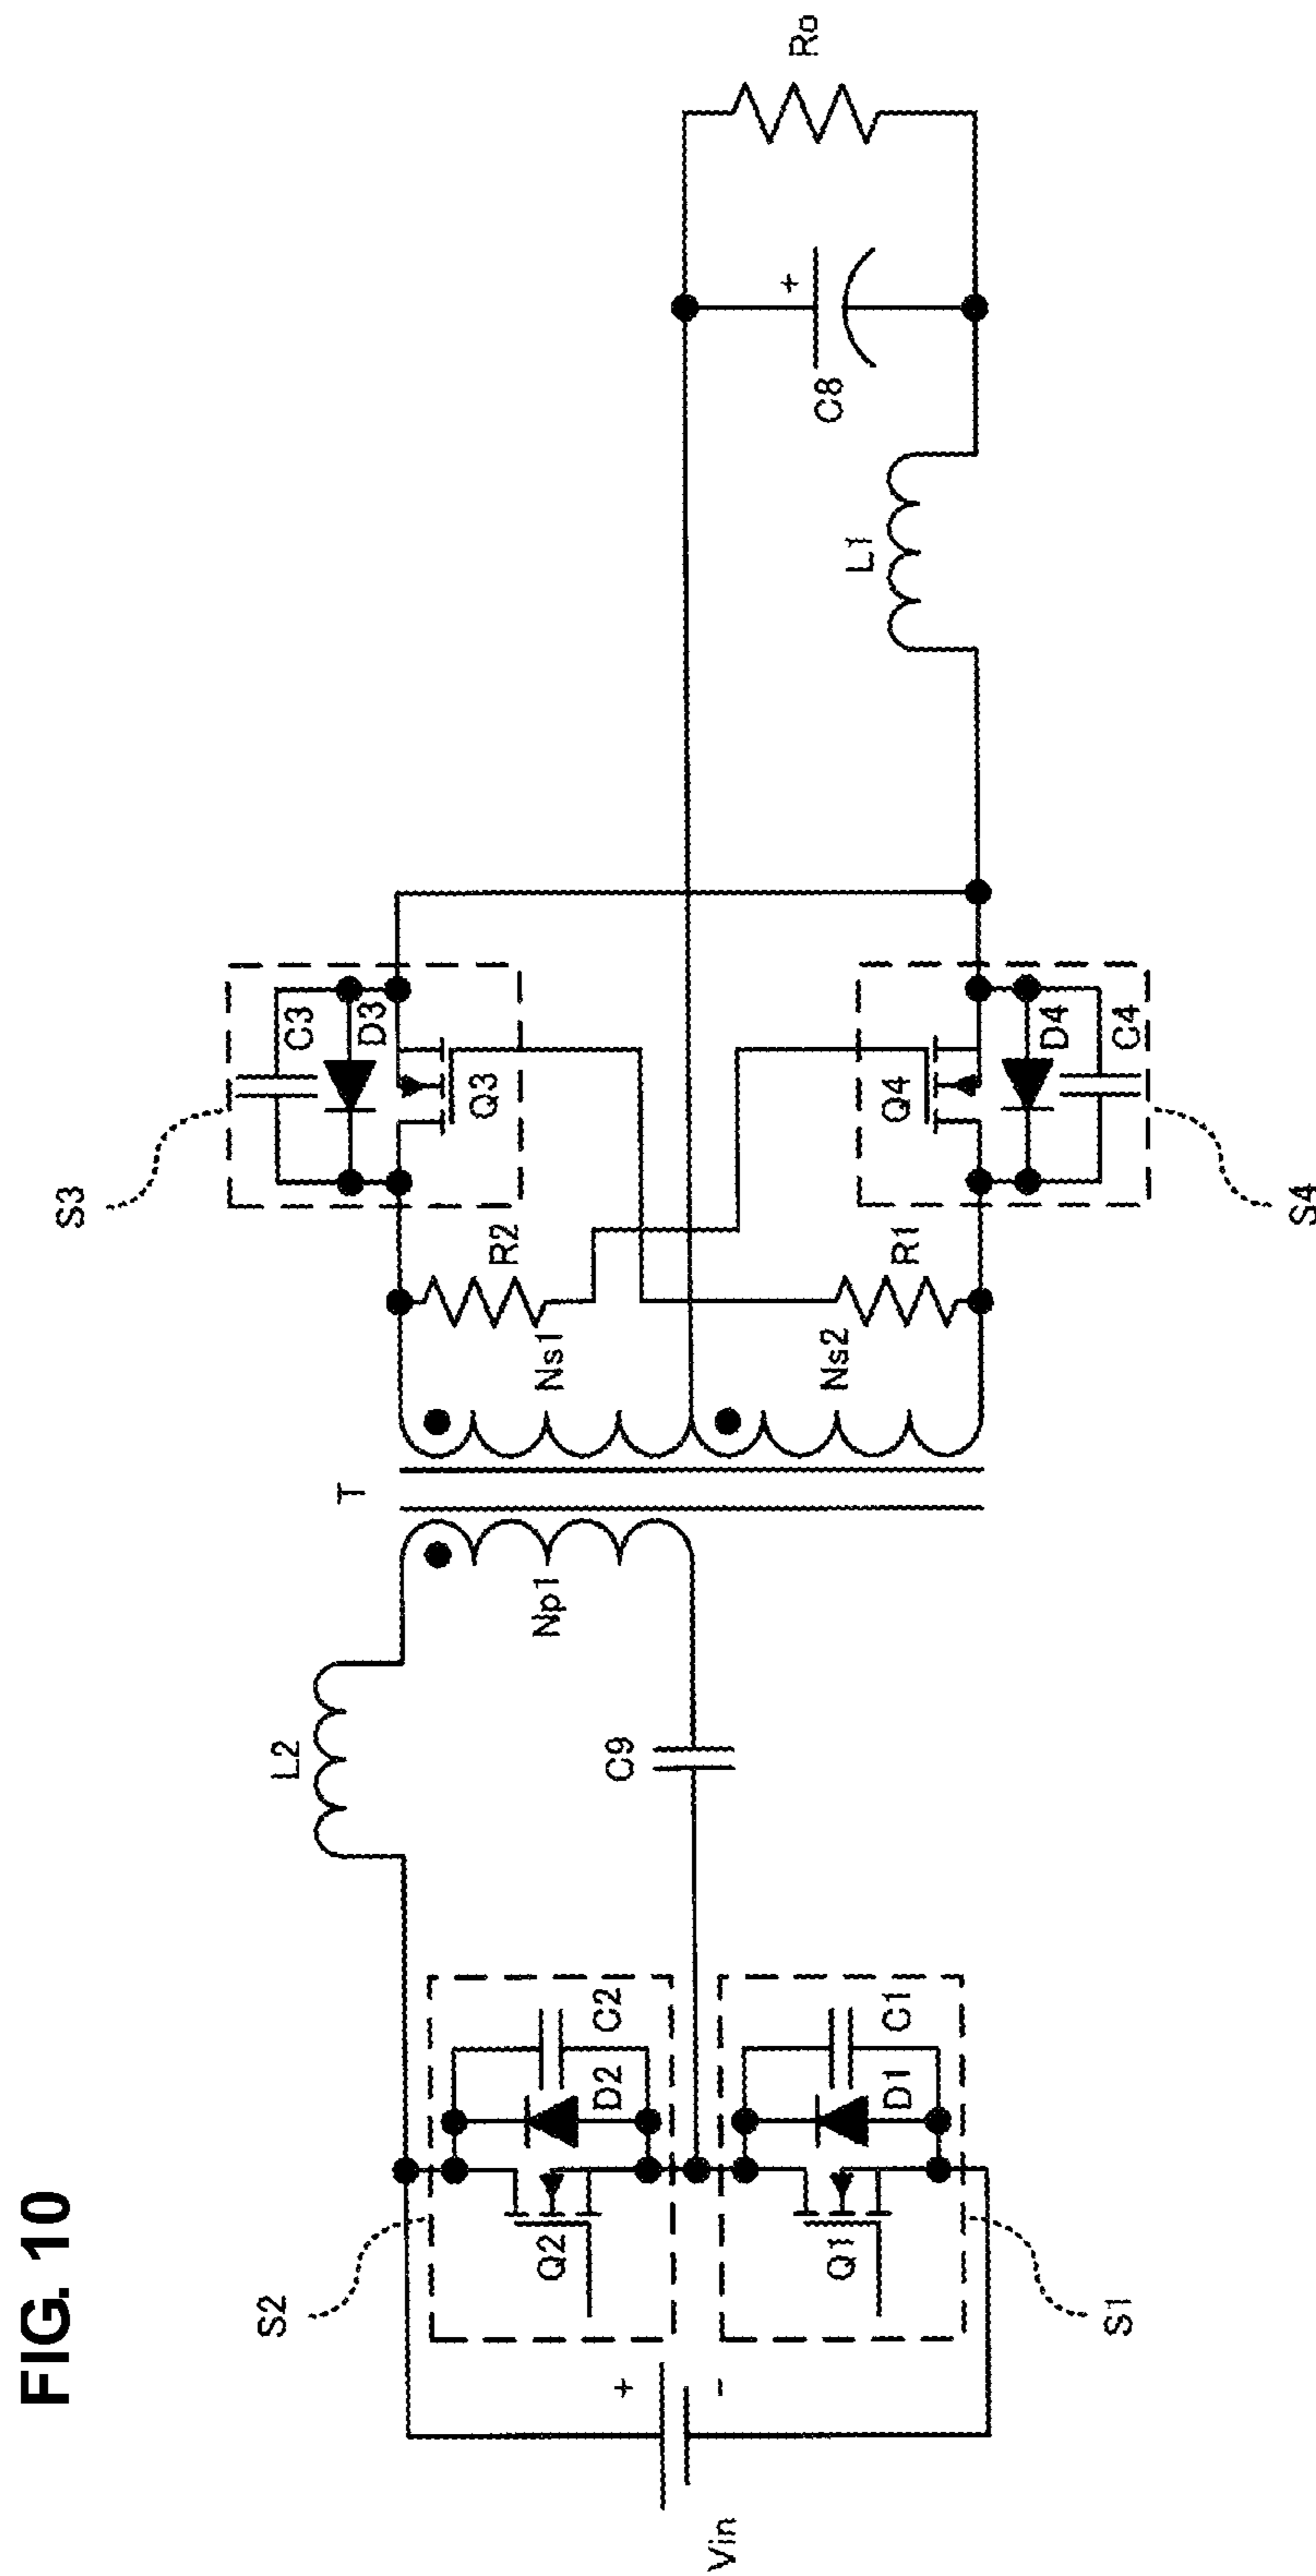 FIG. 10
Vin
+
-
S2
Q2
D2
C2
S1
Q1
D1
C1
L2
C9
Np1
T
Ns1
Ns2
R2
R1
S3
C3
D3
Q3
S4
Q4
D4
C4
L1
C8
+
Ro